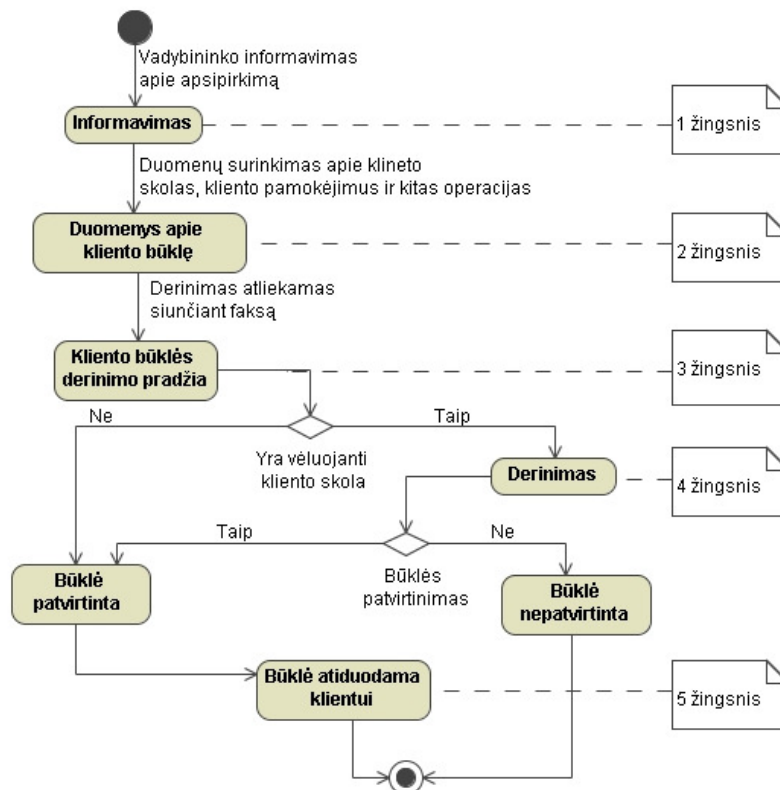 Vadybininko informavimas
apie apsipirkimą
Informavimas
1 žingsnis
Duomenų surinkimas apie klineto
skolas, kliento pamokėjimus ir kitas operacijas
Duomenys apie
kliento būklę
2 žingsnis
Derinimas atliekamas
siunčiant faksą
Kliento būklės
derinimo pradžia
3 žingsnis
Ne
Taip
Yra vėluojanti
kliento skola
Derinimas
4 žingsnis
Taip
Ne
Būklės
patvirtinimas
Būklė
patvirtinta
Būklė
nepatvirtinta
Būklė atiduodama
klientui
5 žingsnis